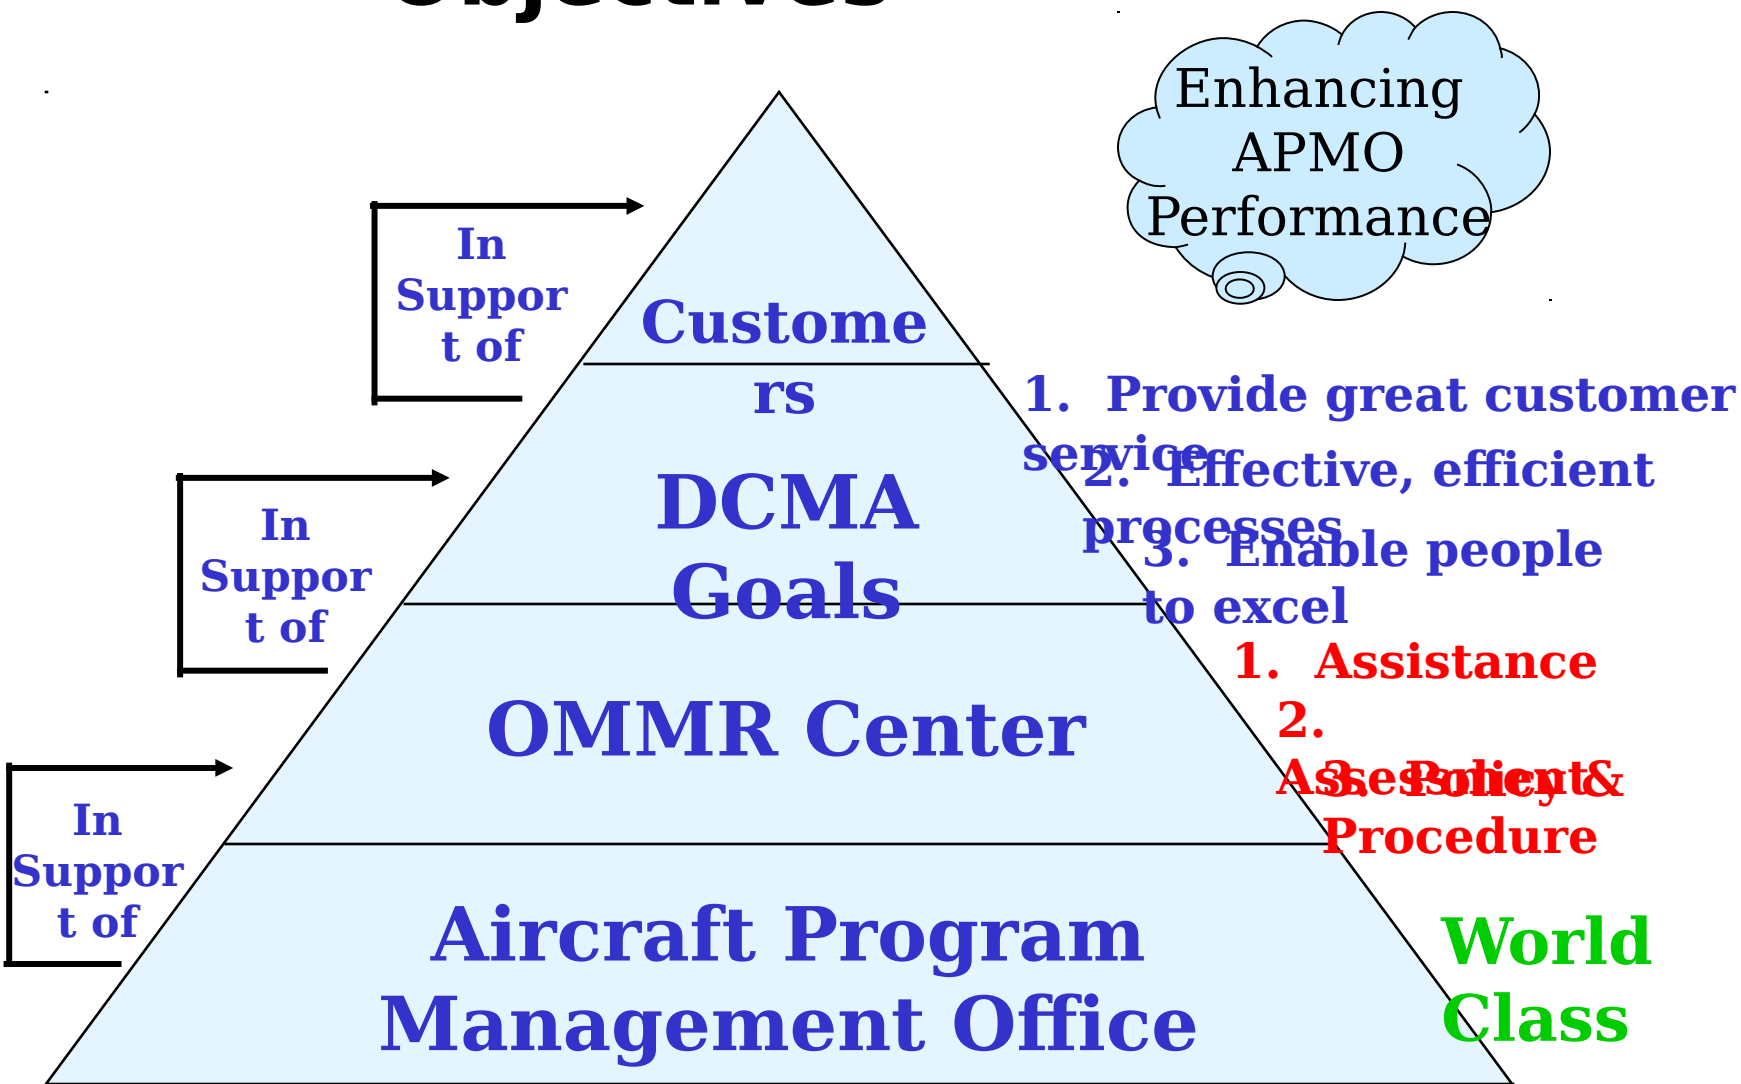 Objectives
Enhancing
APMO
Performance
In
Suppor
t of
Custome
rs
1. Provide great customer
service
2. Effective, efficient
processes
3. Enable people
to excel
In
Suppor
t of
DCMA
Goals
1. Assistance
2.
Assessment
3. Policy &
Procedure
OMMR Center
In
Suppor
t of
Aircraft Program
Management Office
World
Class